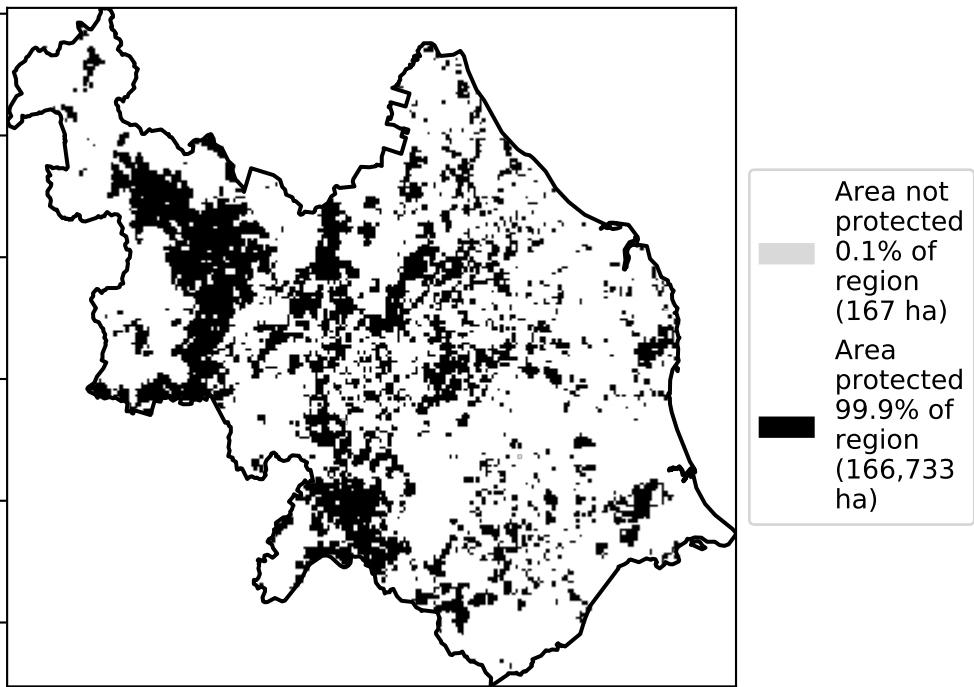 Area not
protected
0.1% of
region
(167 ha)
Area
protected
99.9% of
region
(166,733
ha)